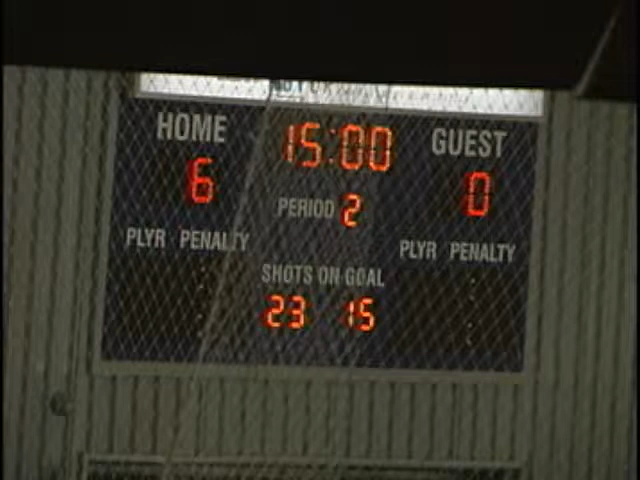 HOME 15:00 GUEST
6 0
PERIOD 2
PLYR PENALTY PLYR PENALTY
SHOTS ON GOAL
23 15